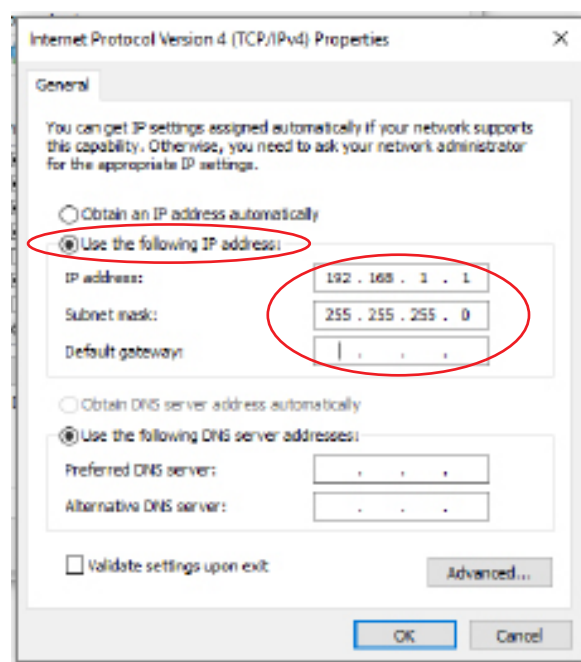 Internet Protocol Version 4 (TCP/IPv4) Properties
General
You can get IP settings assigned automatically if your network supports
this capability. Otherwise, you need to ask your network administrator
for the appropriate IP settings.
Obtain an IP address automatically
Use the following IP address:
IP address: 192 . 168 . 1 . 1
Subnet mask: 255 . 255 . 255 . 0
Default gateway: . . .
Obtain DNS server address automatically
Use the following DNS server addresses:
Preferred DNS server: . . .
Alternative DNS server: . . .
Validate settings upon exit
Advanced...
OK Cancel